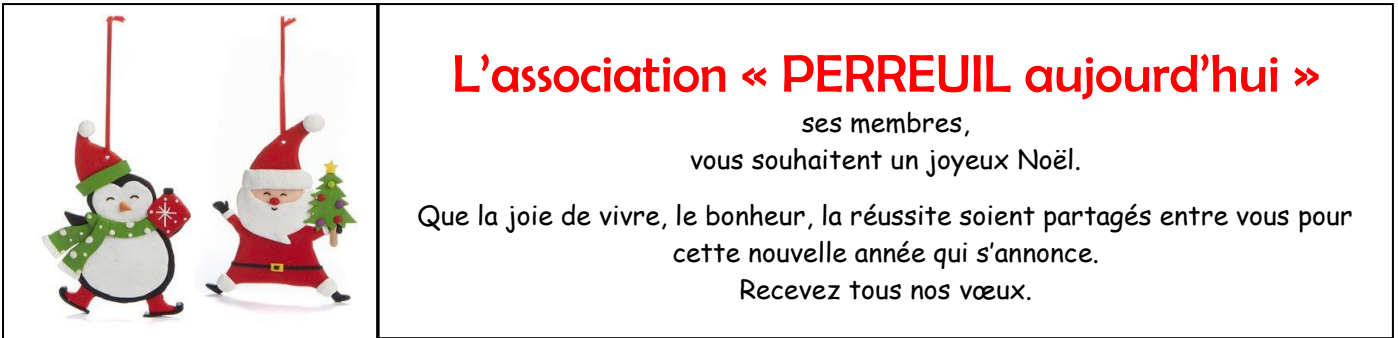 L'association « PERREUIL aujourd'hui »
ses membres,
vous souhaitent un joyeux Noël.
Que la joie de vivre, le bonheur, la réussite soient partagés entre vous pour
cette nouvelle année qui s'annonce.
Recevez tous nos vœux.